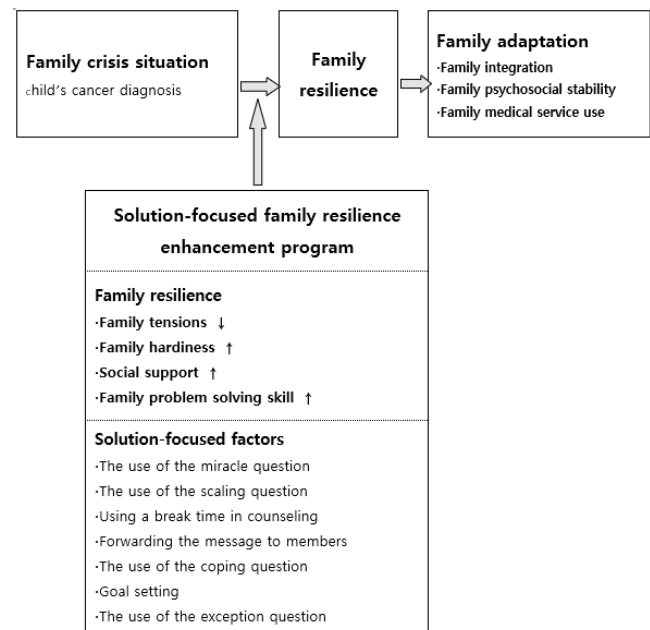 Family crisis situation
child's cancer diagnosis
Family
resilience
Family adaptation
·Family integration
·Family psychosocial stability
·Family medical service use
Solution-focused family resilience
enhancement program
Family resilience
·Family tensions ↓
·Family hardiness ↑
·Social support ↑
·Family problem solving skill ↑
Solution-focused factors
·The use of the miracle question
·The use of the scaling question
·Using a break time in counseling
·Forwarding the message to members
·The use of the coping question
·Goal setting
·The use of the exception question